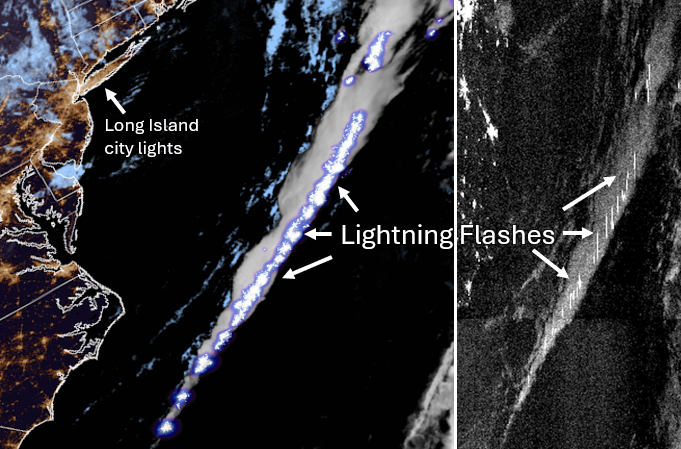 Long Island
city lights
Lightning Flashes